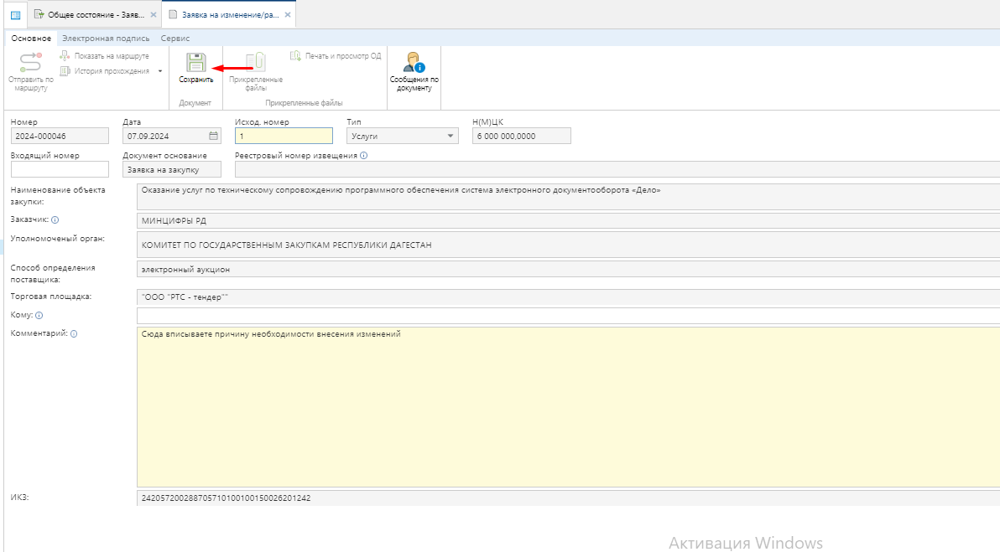 Общее состояние - Заяв...
Заявка на изменение/ра...
Основное Электронная подпись Сервис
Отправить по маршруту
Показать на маршруте
История прохождения
Сохранить
Документ
Прикрепленные файлы
Печать и просмотр ОД
Прикрепленные файлы
Сообщения по документу
Номер Дата Исход. номер Тип Н(М)ЦК
2024-000046 07.09.2024 1 Услуги 6 000 000,0000
Входящий номер Документ основание Реестровый номер извещения
Заявка на закупку
Наименование объекта закупки:
Оказание услуг по техническому сопровождению программного обеспечения система электронного документооборота «Дело»
Заказчик: МИНЦИФРЫ РД
Уполномоченый орган: КОМИТЕТ ПО ГОСУДАРСТВЕННЫМ ЗАКУПКАМ РЕСПУБЛИКИ ДАГЕСТАН
Способ определения поставщика:
электронный аукцион
Торговая площадка: "ООО "РТС - тендер""
Кому:
Комментарий: Сюда вписываете причину необходимости внесения изменений
ИКЗ: 242057200288705710100100150026201242
Активация Windows